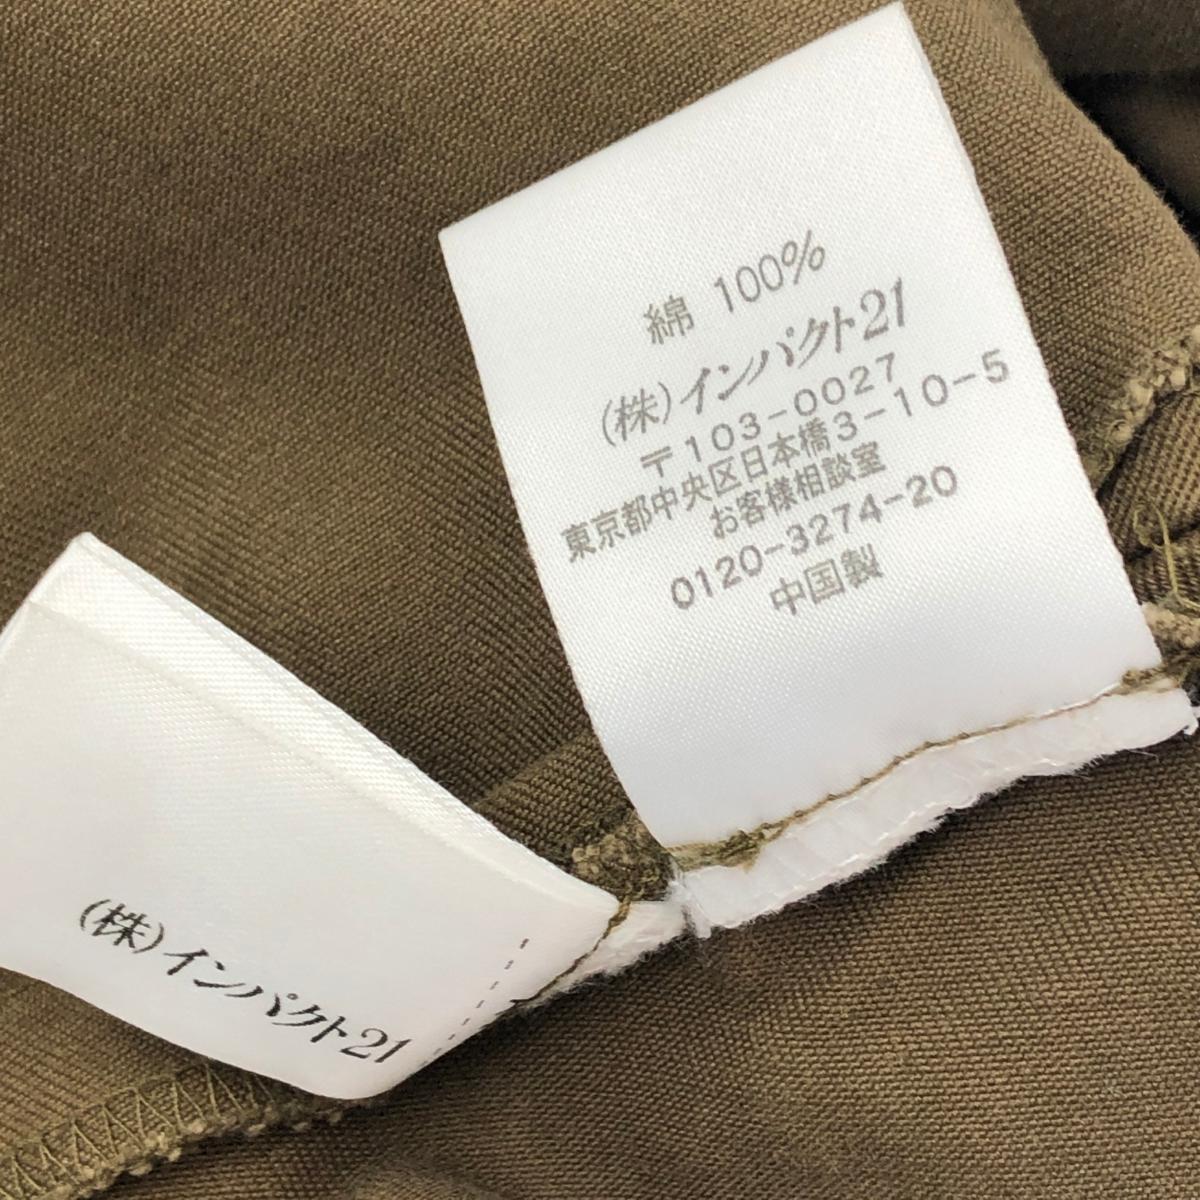 綿 100%
(株)インパクト21
〒103-0027
東京都中央区日本橋3-10-5
お客様相談室
0120-3274-20
中国製
(株)インパクト21